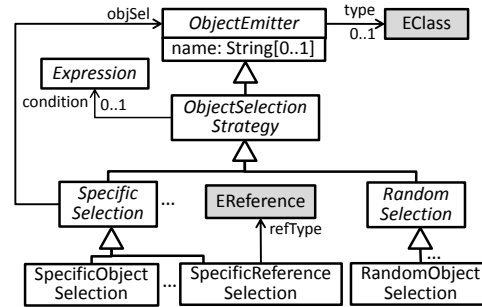 objSel
ObjectEmitter
type
EClass
name: String[0..1]
0..1
Expression
condition
0..1
ObjectSelection
Strategy
Specific
Selection
...
EReference
Random
Selection
refType
...
SpecificObject
Selection
...
SpecificReference
Selection
RandomObject
Selection